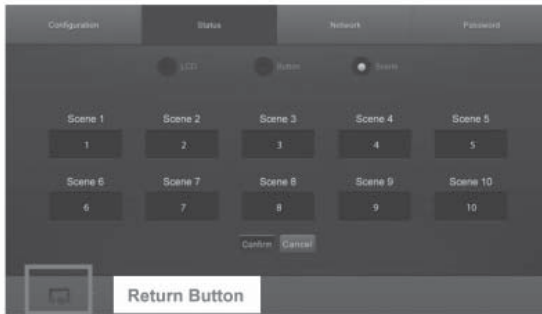 Configuration Status Network Password
LCD Button Scene
Scene 1 Scene 2 Scene 3 Scene 4 Scene 5
1 2 3 4 5
Scene 6 Scene 7 Scene 8 Scene 9 Scene 10
6 7 8 9 10
Confirm Cancel
Return Button